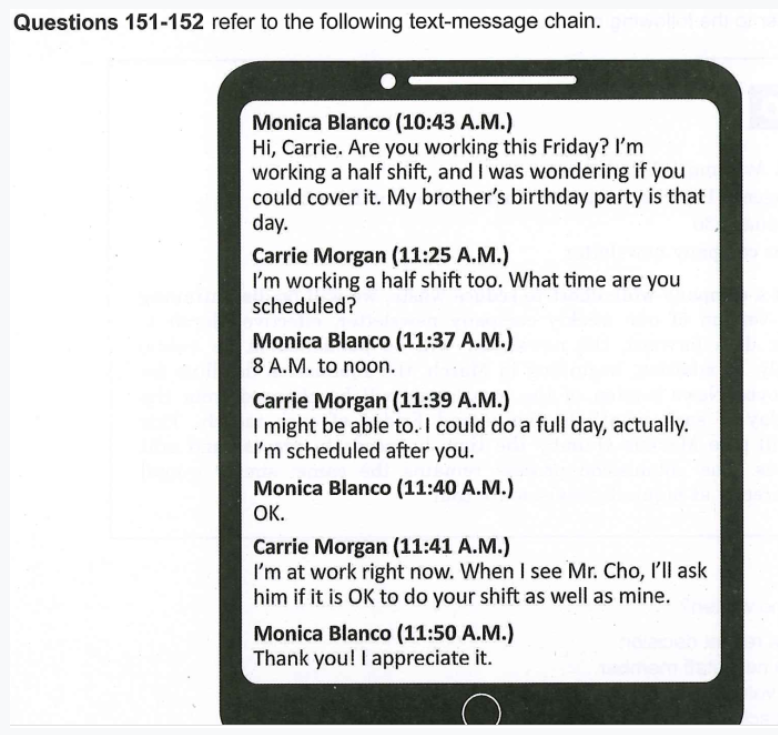 Questions 151-152 refer to the following text-message chain.
Monica Blanco (10:43 A.M.)
Hi, Carrie. Are you working this Friday? I'm
working a half shift, and I was wondering if you
could cover it. My brother's birthday party is that
day.
Carrie Morgan (11:25 A.M.)
I'm working a half shift too. What time are you
scheduled?
Monica Blanco (11:37 A.M.)
8 A.M. to noon.
Carrie Morgan (11:39 A.M.)
I might be able to. I could do a full day, actually.
I'm scheduled after you.
Monica Blanco (11:40 A.M.)
OK.
Carrie Morgan (11:41 A.M.)
I'm at work right now. When I see Mr. Cho, I'll ask
him if it is OK to do your shift as well as mine.
Monica Blanco (11:50 A.M.)
Thank you! I appreciate it.